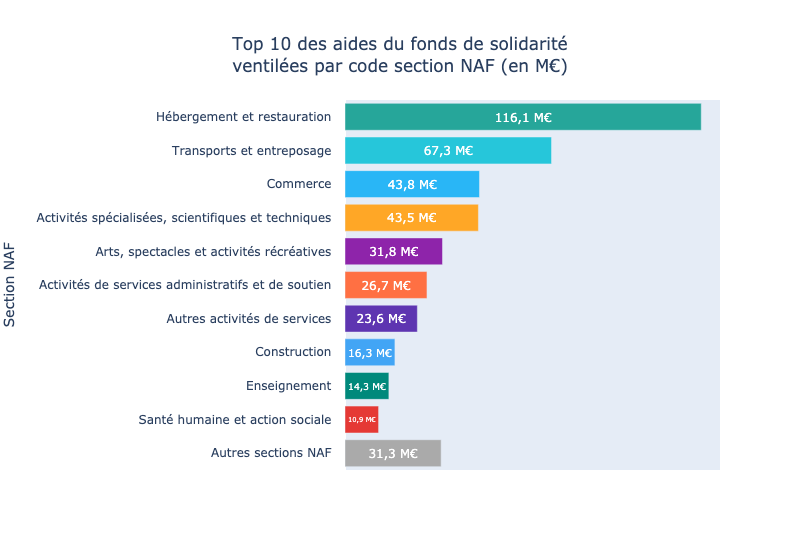 Top 10 des aides du fonds de solidarité
ventilées par code section NAF (en M€)
Section NAF
Hébergement et restauration 116,1 M€
Transports et entreposage 67,3 M€
Commerce 43,8 M€
Activités spécialisées, scientifiques et techniques 43,5 M€
Arts, spectacles et activités récréatives 31,8 M€
Activités de services administratifs et de soutien 26,7 M€
Autres activités de services 23,6 M€
Construction 16,3 M€
Enseignement 14,3 M€
Santé humaine et action sociale 10,9 M€
Autres sections NAF 31,3 M€